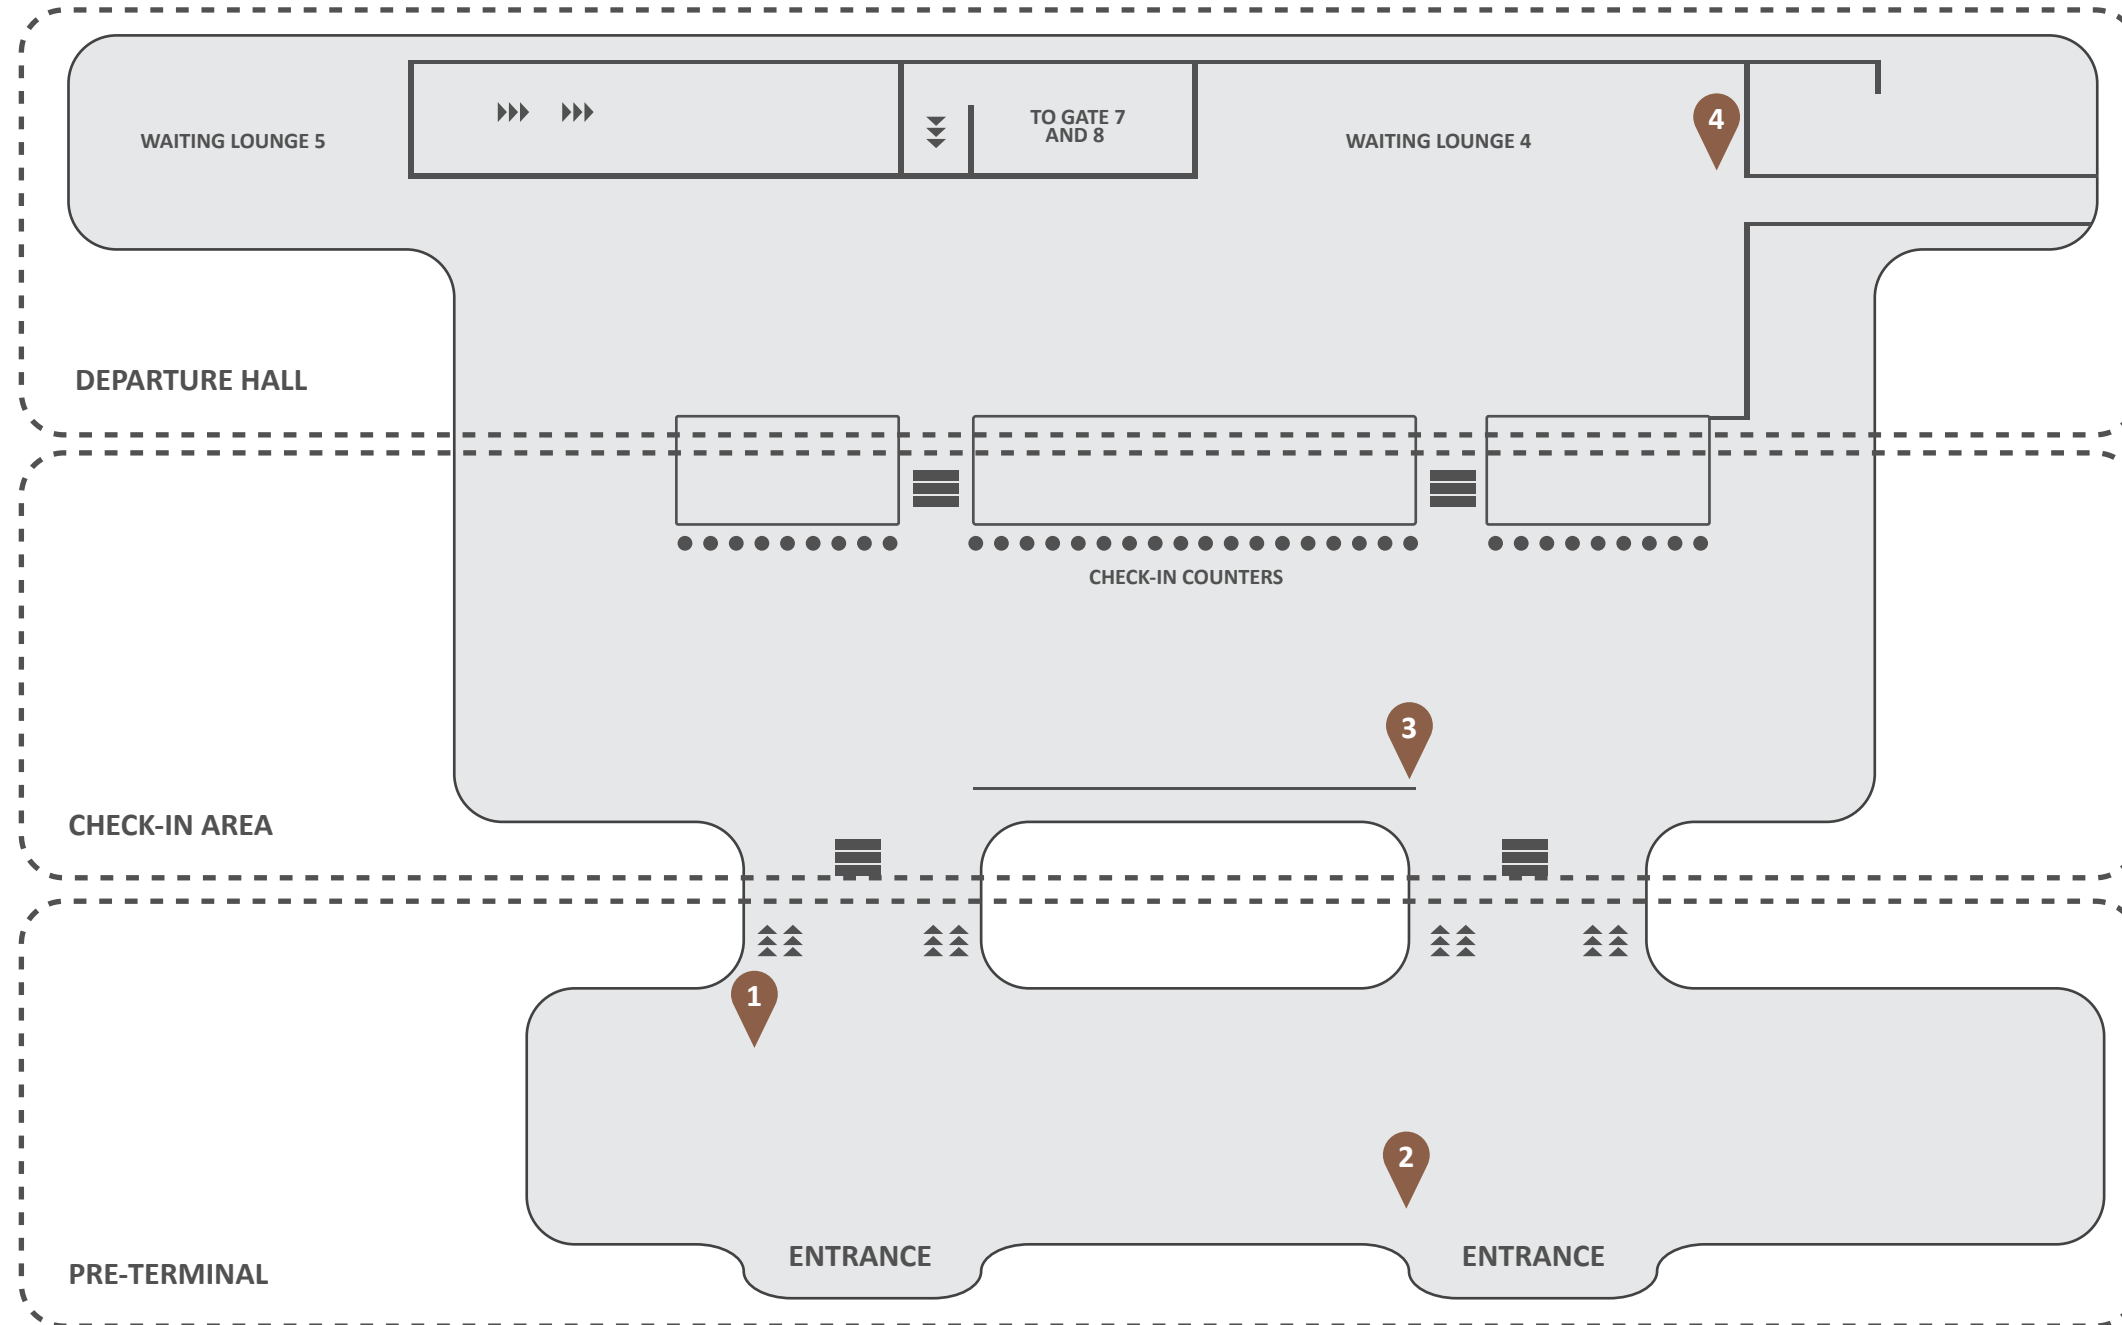 WAITING LOUNGE 5
TO GATE 7
AND 8
WAITING LOUNGE 4
4
DEPARTURE HALL
CHECK-IN COUNTERS
3
CHECK-IN AREA
1
2
ENTRANCE
ENTRANCE
PRE-TERMINAL